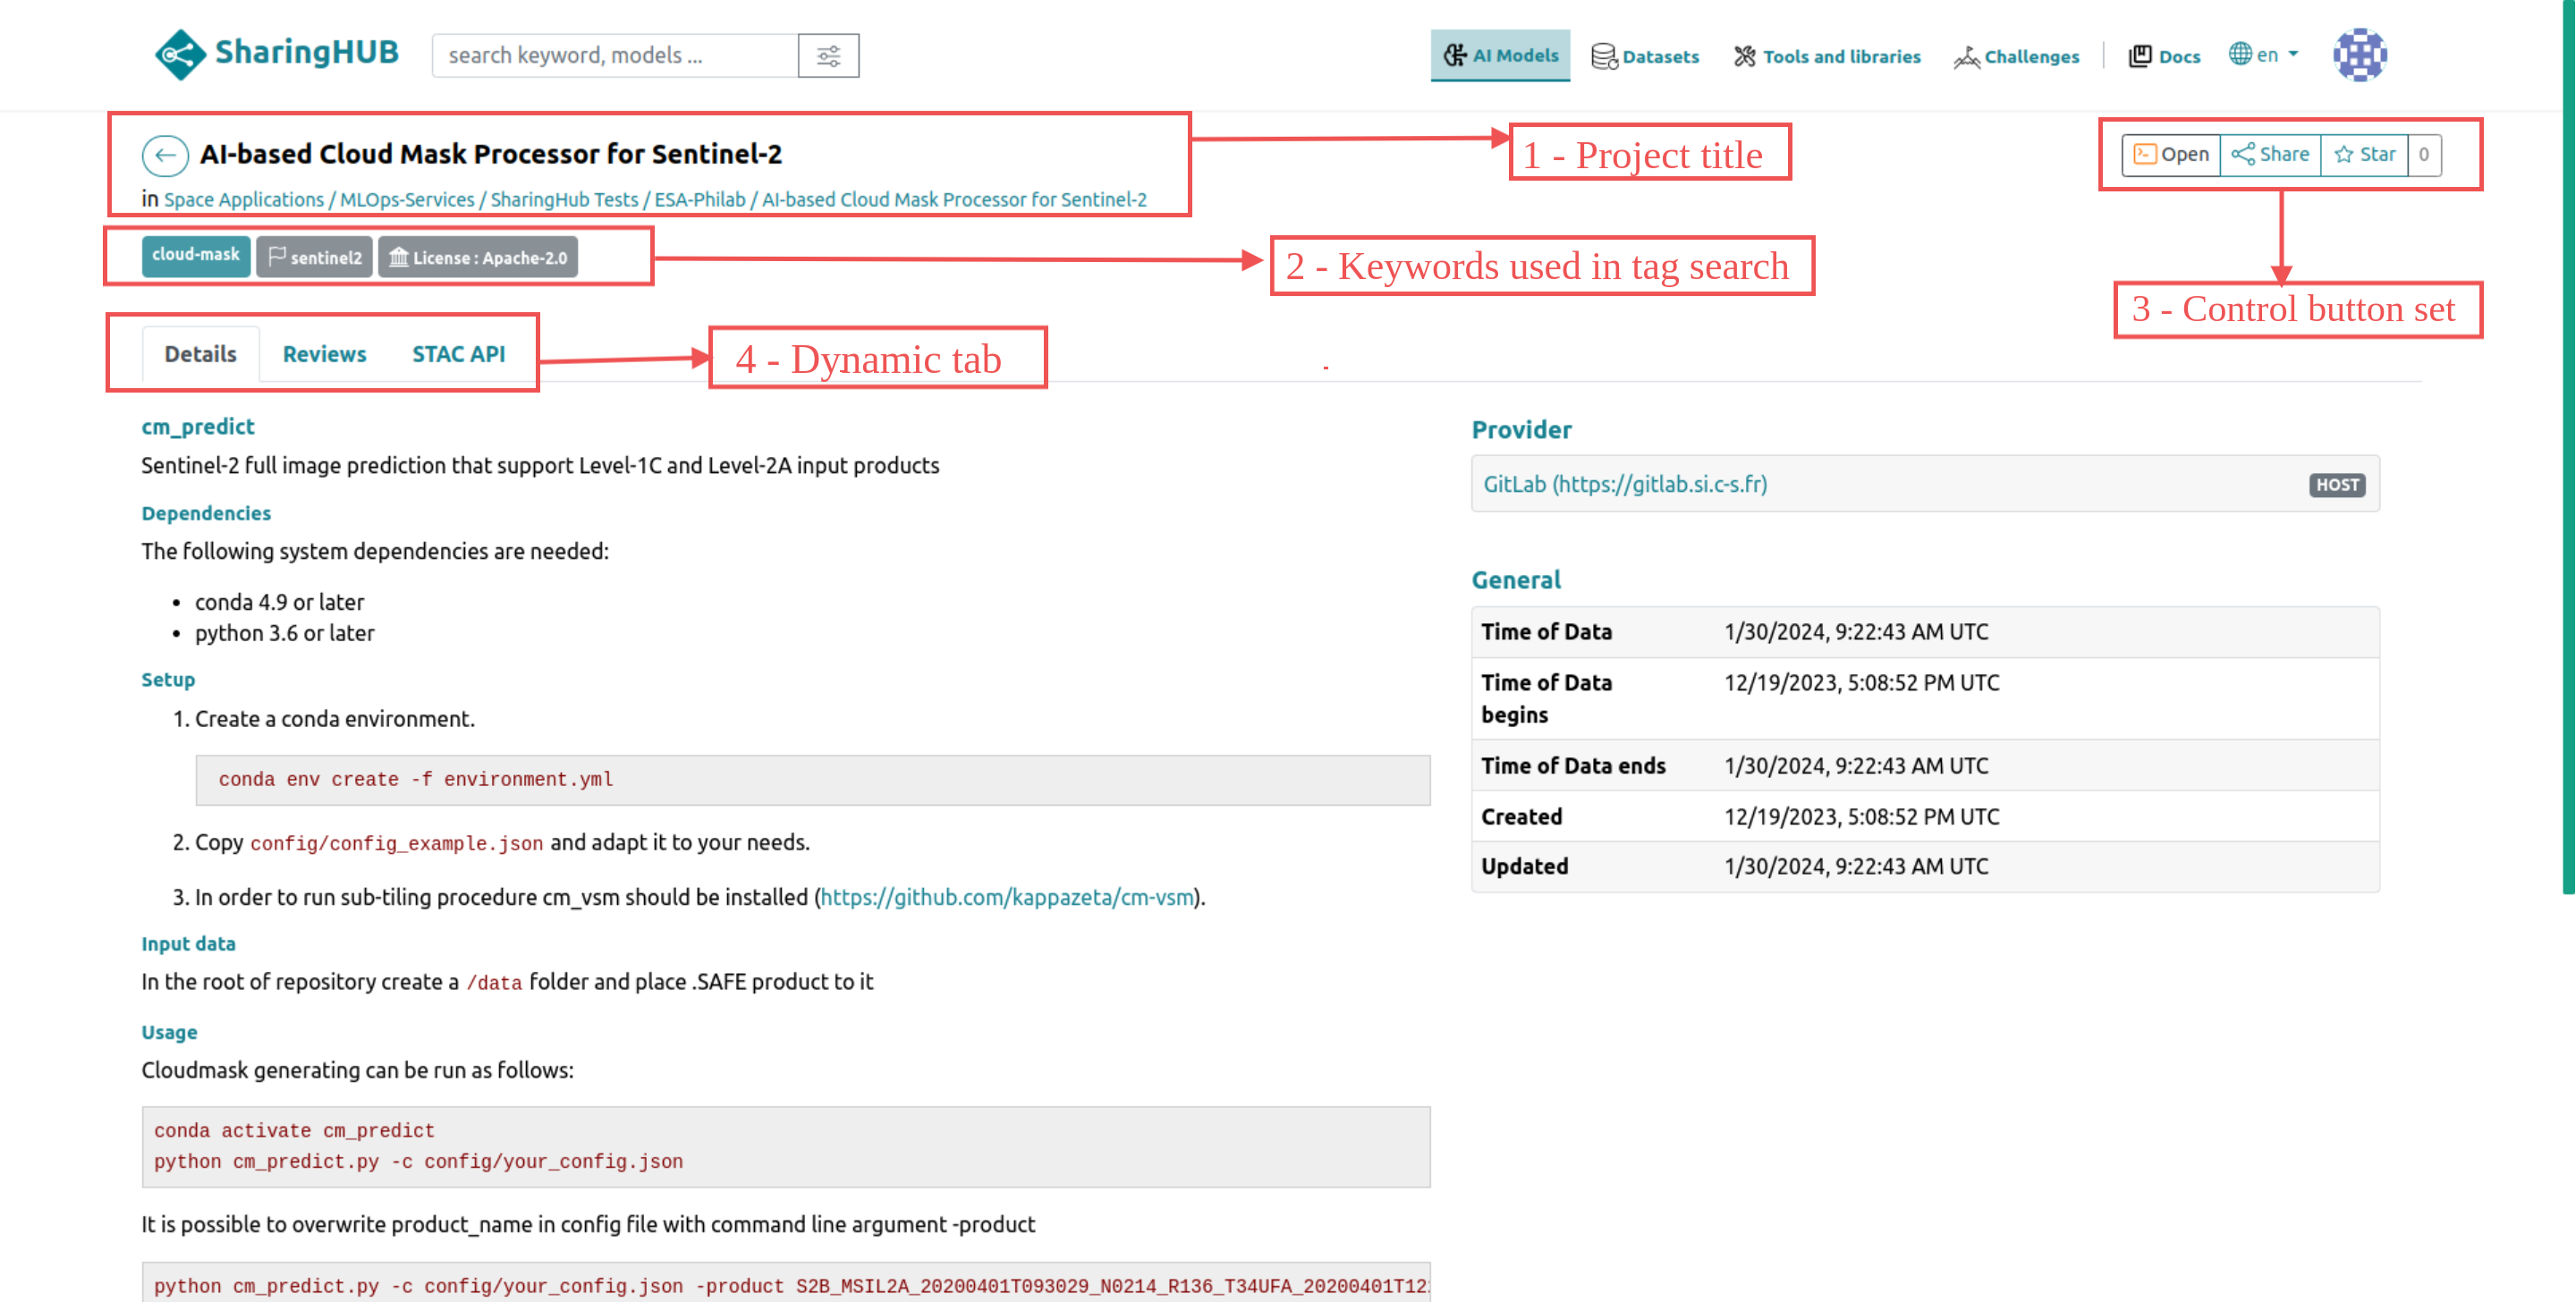 SharingHUB
search keyword, models ...
AI Models
Datasets
Tools and libraries
Challenges
Docs
en
AI-based Cloud Mask Processor for Sentinel-2
in Space Applications / MLOps-Services / SharingHub Tests / ESA-Philab / AI-based Cloud Mask Processor for Sentinel-2
1 - Project title
Open
Share
Star
0
cloud-mask
sentinel2
License : Apache-2.0
2 - Keywords used in tag search
3 - Control button set
Details
Reviews
STAC API
4 - Dynamic tab
cm_predict
Sentinel-2 full image prediction that support Level-1C and Level-2A input products
Dependencies
The following system dependencies are needed:
• conda 4.9 or later
• python 3.6 or later
Setup
1. Create a conda environment.
conda env create -f environment.yml
2. Copy config/config_example.json and adapt it to your needs.
3. In order to run sub-tiling procedure cm_vsm should be installed (https://github.com/kappazeta/cm-vsm).
Input data
In the root of repository create a /data folder and place .SAFE product to it
Usage
Cloudmask generating can be run as follows:
conda activate cm_predict
python cm_predict.py -c config/your_config.json
It is possible to overwrite product_name in config file with command line argument -product
python cm_predict.py -c config/your_config.json -product S2B_MSIL2A_20200401T093029_N0214_R136_T34UFA_20200401T12
Provider
GitLab (https://gitlab.si.c-s.fr)
HOST
General
Time of Data 1/30/2024, 9:22:43 AM UTC
Time of Data begins 12/19/2023, 5:08:52 PM UTC
Time of Data ends 1/30/2024, 9:22:43 AM UTC
Created 12/19/2023, 5:08:52 PM UTC
Updated 1/30/2024, 9:22:43 AM UTC